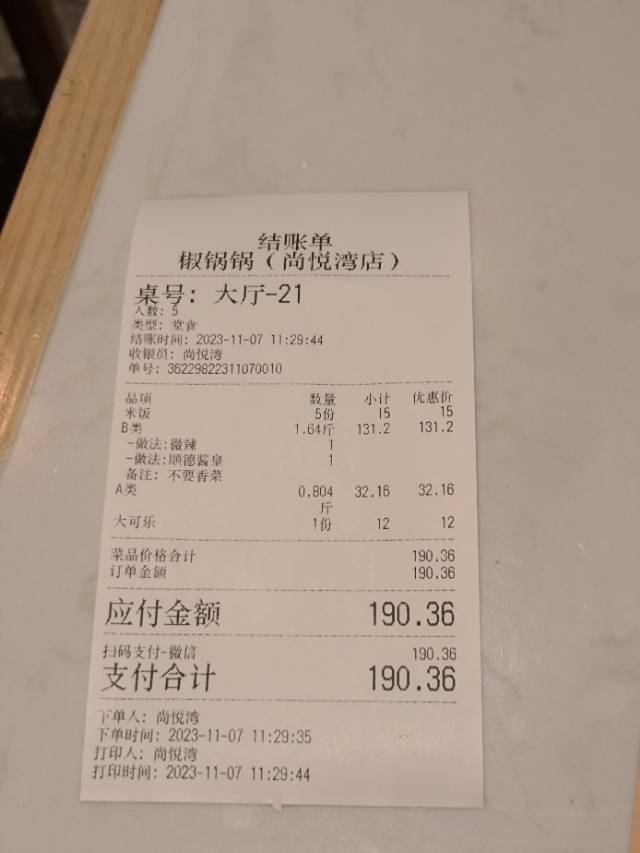 结账单
椒锅锅（尚悦湾店）
桌号: 大厅-21
人数: 5
类型: 堂食
结账时间: 2023-11-07 11:29:44
收银员: 尚悦湾
单号: 36229822311070010
品项 数量 小计 优惠价
米饭 5份 15 15
B类 1.64斤 131.2 131.2
-做法:微辣 1
-做法:顺德酱皇 1
备注: 不要香菜
A类 0.804 32.16 32.16
斤
大可乐 1份 12 12
菜品价格合计 190.36
订单金额 190.36
应付金额 190.36
扫码支付-微信 190.36
支付合计 190.36
下单人: 尚悦湾
下单时间: 2023-11-07 11:29:35
打印人: 尚悦湾
打印时间: 2023-11-07 11:29:44